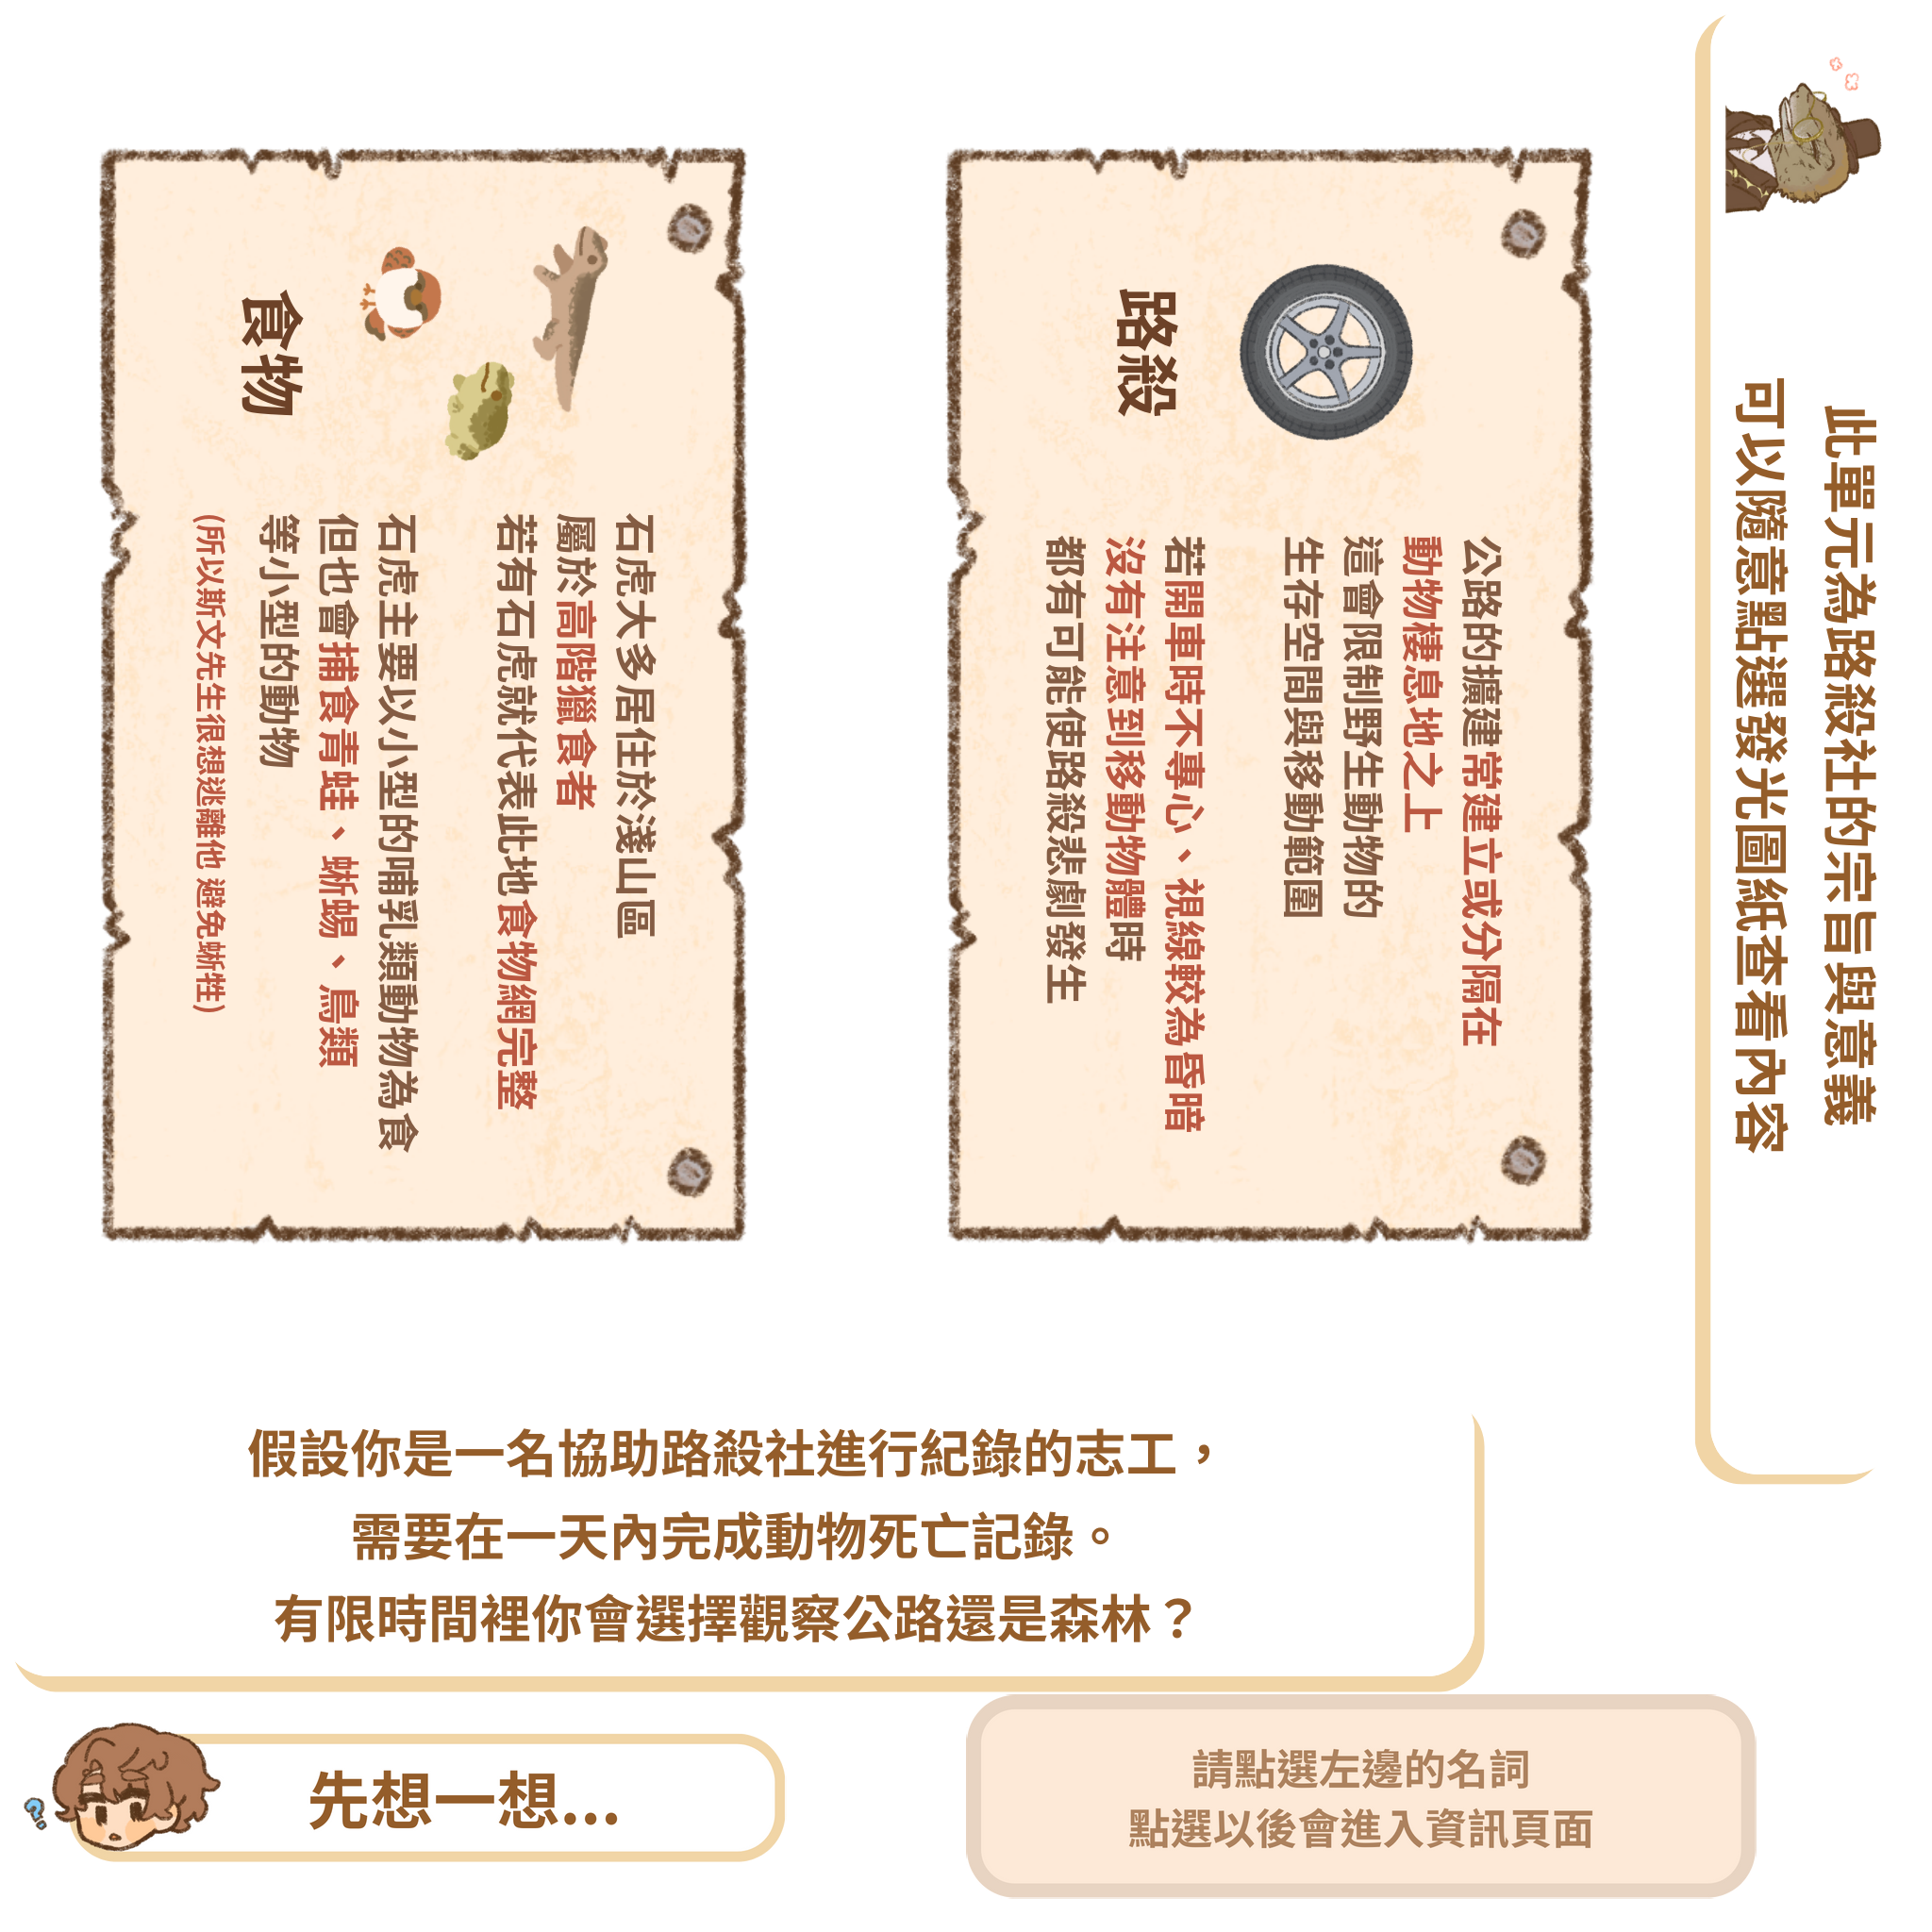 此單元為路殺社的宗旨與意義
可以隨意點選發光圖紙查看內容
路殺
公路的擴建常建立或分隔在
動物棲息地之上
這會限制野生動物的
生存空間與移動範圍
若開車時不專心、視線較為昏暗
沒有注意到移動物體時
都有可能使路殺悲劇發生
食物
石虎大多居住於淺山區
屬於高階獵食者
若有石虎就代表此地食物網完整
石虎主要以小型的哺乳類動物為食
但也會捕食青蛙、蜥蜴、鳥類
等小型的動物
(所以斯文先生很想逃離他 避免蜥牲)
假設你是一名協助路殺社進行紀錄的志工，
需要在一天內完成動物死亡記錄。
有限時間裡你會選擇觀察公路還是森林？
先想一想...
請點選左邊的名詞
點選以後會進入資訊頁面